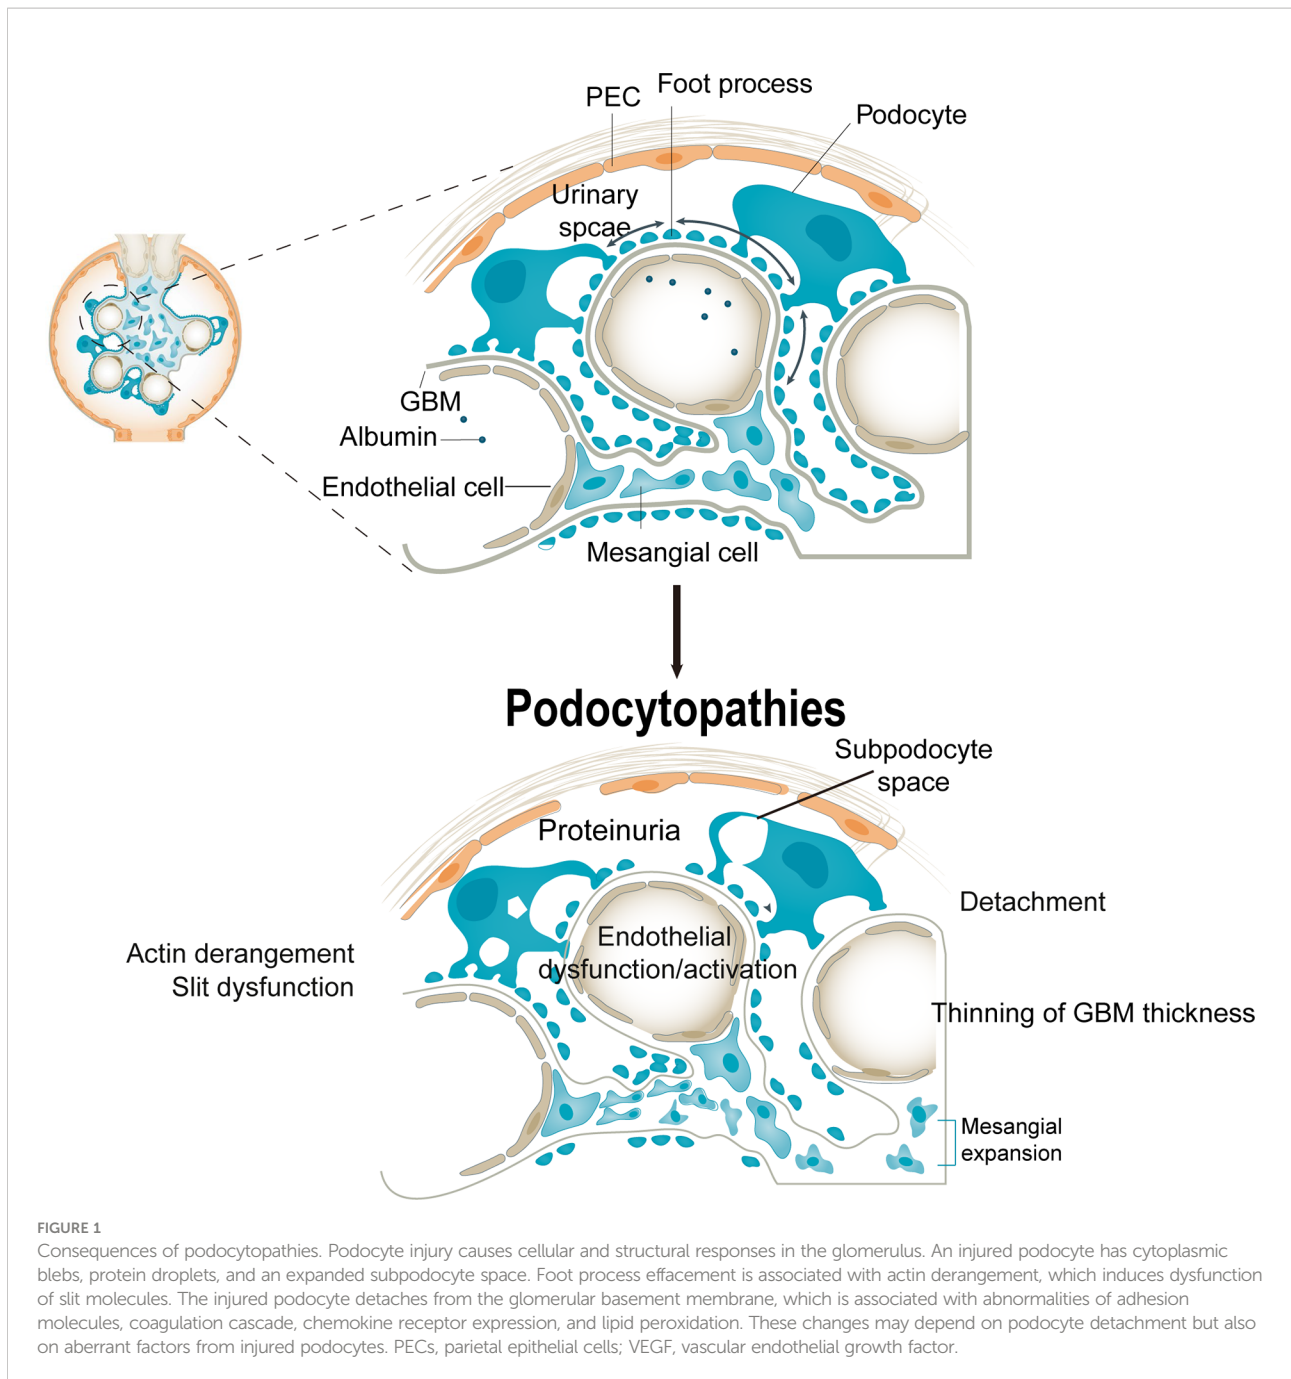 Foot process
PEC
Podocyte
Urinary
spcae
GBM
Albumin
Endothelial cell
Mesangial cell
Podocytopathies
Subpodocyte
space
Proteinuria
Detachment
Endothelial
dysfunction/activation
Actin derangement
Slit dysfunction
Thinning of GBM thickness
Mesangial
expansion
FIGURE 1
Consequences of podocytopathies. Podocyte injury causes cellular and structural responses in the glomerulus. An injured podocyte has cytoplasmic
blebs, protein droplets, and an expanded subpodocyte space. Foot process effacement is associated with actin derangement, which induces dysfunction
of slit molecules. The injured podocyte detaches from the glomerular basement membrane, which is associated with abnormalities of adhesion
molecules, coagulation cascade, chemokine receptor expression, and lipid peroxidation. These changes may depend on podocyte detachment but also
on aberrant factors from injured podocytes. PECs, parietal epithelial cells; VEGF, vascular endothelial growth factor.